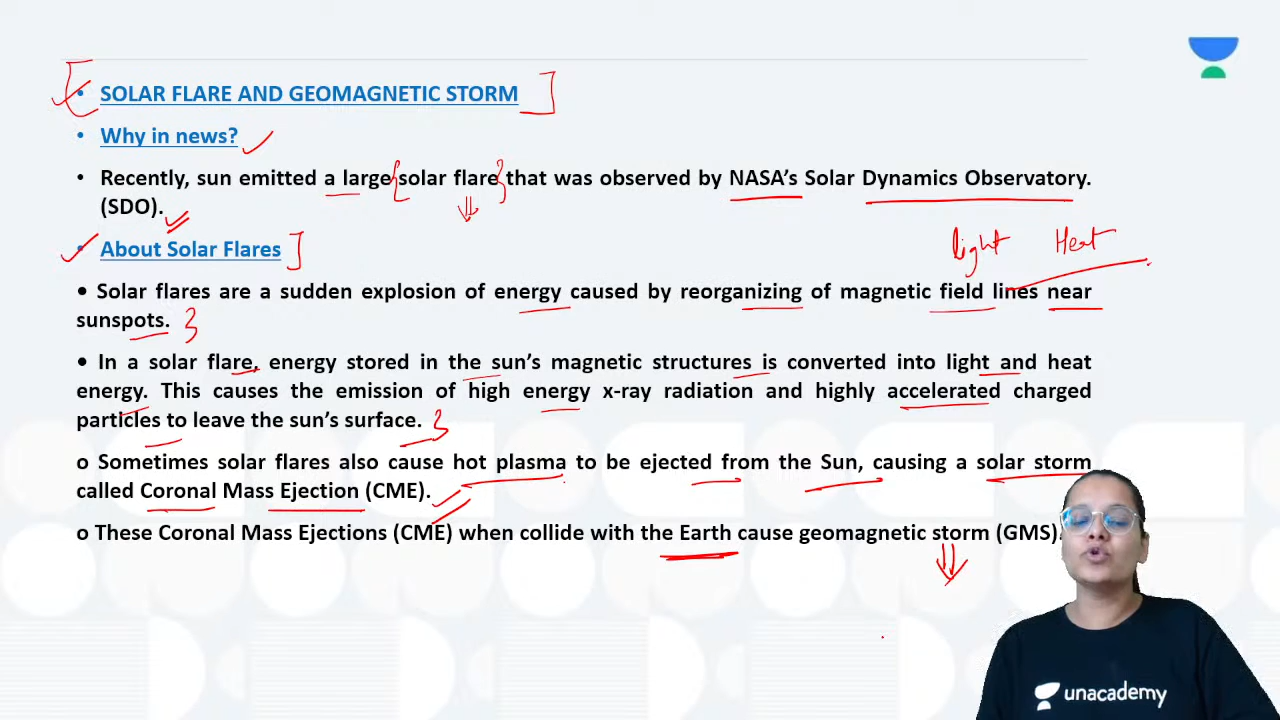 • SOLAR FLARE AND GEOMAGNETIC STORM
• Why in news?
• Recently, sun emitted a large solar flare that was observed by NASA's Solar Dynamics Observatory.
(SDO).
• About Solar Flares
light Heat
• Solar flares are a sudden explosion of energy caused by reorganizing of magnetic field lines near
sunspots.
• In a solar flare, energy stored in the sun's magnetic structures is converted into light and heat
energy. This causes the emission of high energy x-ray radiation and highly accelerated charged
particles to leave the sun's surface.
o Sometimes solar flares also cause hot plasma to be ejected from the Sun, causing a solar storm
called Coronal Mass Ejection (CME).
o These Coronal Mass Ejections (CME) when collide with the Earth cause geomagnetic storm (GMS).
unacademy